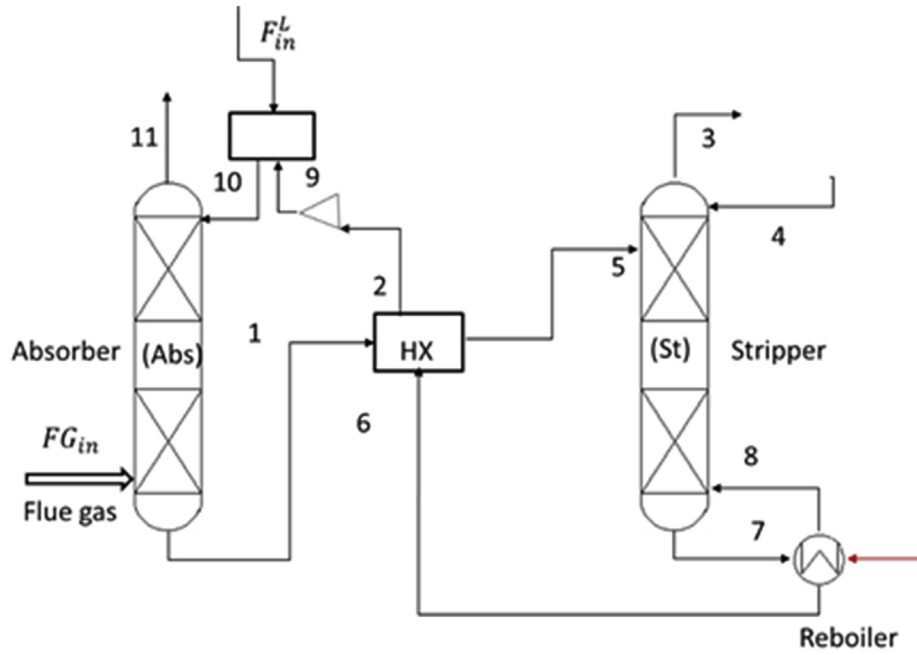 F_in^L
11
10
9
3
4
2
5
1
Absorber
(Abs)
HX
(St)
Stripper
6
FG_in
Flue gas
8
7
Reboiler